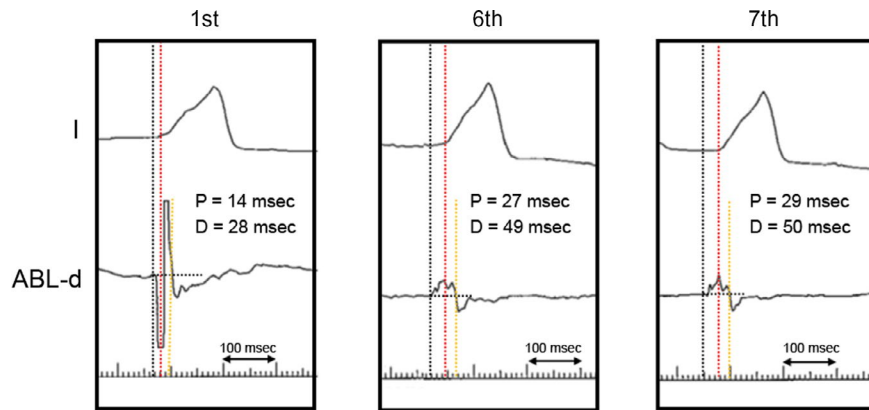 1st
6th
7th
I
P = 14 msec
D = 28 msec
P = 27 msec
D = 49 msec
P = 29 msec
D = 50 msec
ABL-d
100 msec
100 msec
100 msec